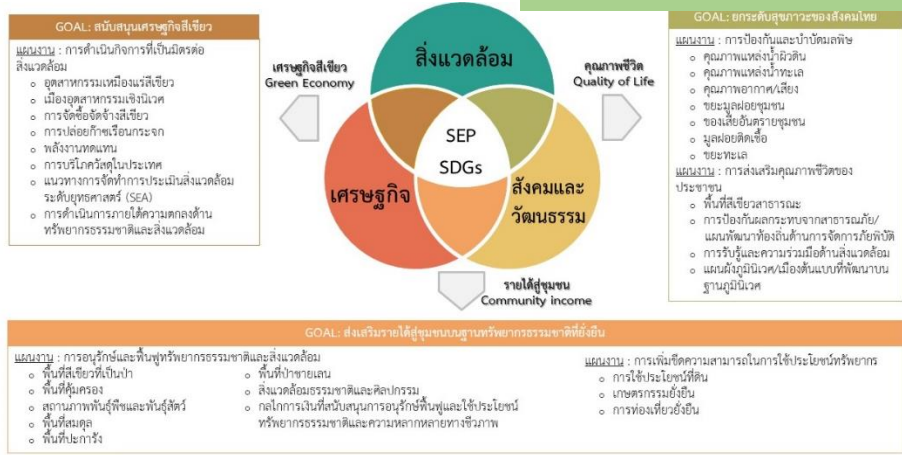 GOAL: สนับสนุนเศรษฐกิจสีเขียว
แผนงาน : การดำเนินกิจการที่เป็นมิตรต่อ
สิ่งแวดล้อม
อุตสาหกรรมเหมืองแร่สีเขียว
เมืองอุตสาหกรรมเชิงนิเวศ
การจัดซื้อจัดจ้างสีเขียว
การปล่อยก๊าซเรือนกระจก
พลังงานทดแทน
การบริโภควัสดุในประเทศ
แนวทางการจัดทำการประเมินสิ่งแวดล้อม
ระดับยุทธศาสตร์ (SEA)
การดำเนินการภายใต้ความตกลงด้าน
ทรัพยากรธรรมชาติและสิ่งแวดล้อม
เศรษฐกิจสีเขียว
Green Economy
สิ่งแวดล้อม
SEP
SDGs
เศรษฐกิจ
สังคมและ
วัฒนธรรม
คุณภาพชีวิต
Quality of Life
รายได้สู่ชุมชน
Community income
GOAL: ยกระดับสุขภาวะของสังคมไทย
แผนงาน : การป้องกันและบำบัดมลพิษ
คุณภาพแหล่งน้ำผิวดิน
คุณภาพแหล่งน้ำทะเล
คุณภาพอากาศ/เสียง
ขยะมูลฝอยชุมชน
ของเสียอันตรายชุมชน
มูลฝอยติดเชื้อ
ขยะทะเล
แผนงาน : การส่งเสริมคุณภาพชีวิตของ
ประชาชน
พื้นที่สีเขียวสาธารณะ
การป้องกันผลกระทบจากสาธารณภัย/
แผนพัฒนาท้องถิ่นด้านการจัดการภัยพิบัติ
การรับรู้และความร่วมมือด้านสิ่งแวดล้อม
แผนผังภูมินิเวศ/เมืองต้นแบบที่พัฒนาบน
ฐานภูมินิเวศ
GOAL: ส่งเสริมรายได้สู่ชุมชนบนฐานทรัพยากรธรรมชาติที่ยั่งยืน
แผนงาน : การอนุรักษ์และฟื้นฟูทรัพยากรธรรมชาติและสิ่งแวดล้อม
พื้นที่สีเขียวที่เป็นป่า
พื้นที่คุ้มครอง
สถานภาพพันธุ์พืชและพันธุ์สัตว์
พื้นที่สมดุล
พื้นที่ปะการัง
พื้นที่ป่าชายเลน
สิ่งแวดล้อมธรรมชาติและศิลปกรรม
กลไกการเงินที่สนับสนุนการอนุรักษ์ฟื้นฟูและใช้ประโยชน์
ทรัพยากรธรรมชาติและความหลากหลายทางชีวภาพ
แผนงาน : การเพิ่มขีดความสามารถในการใช้ประโยชน์ทรัพยากร
การใช้ประโยชน์ที่ดิน
เกษตรกรรมยั่งยืน
การท่องเที่ยวยั่งยืน